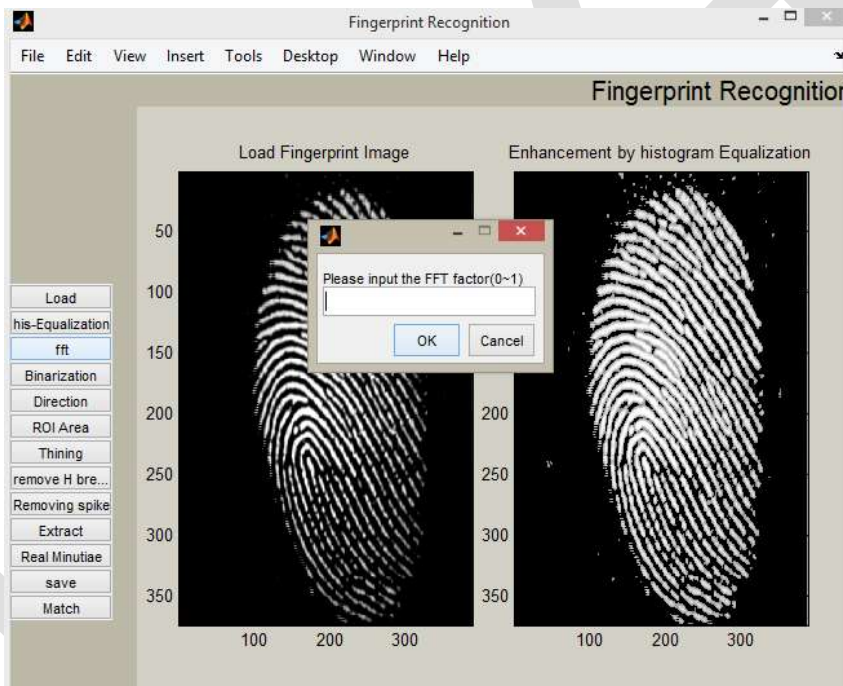 Fingerprint Recognition
File Edit View Insert Tools Desktop Window Help
Fingerprint Recognition
Load Fingerprint Image
Enhancement by histogram Equalization
50
100
150
200
250
300
350
100 200 300
Please input the FFT factor(0~1)
OK Cancel
200
250
300
350
100 200 300
Load
his-Equalization
fft
Binarization
Direction
ROI Area
Thining
remove H bre...
Removing spike
Extract
Real Minutiae
save
Match